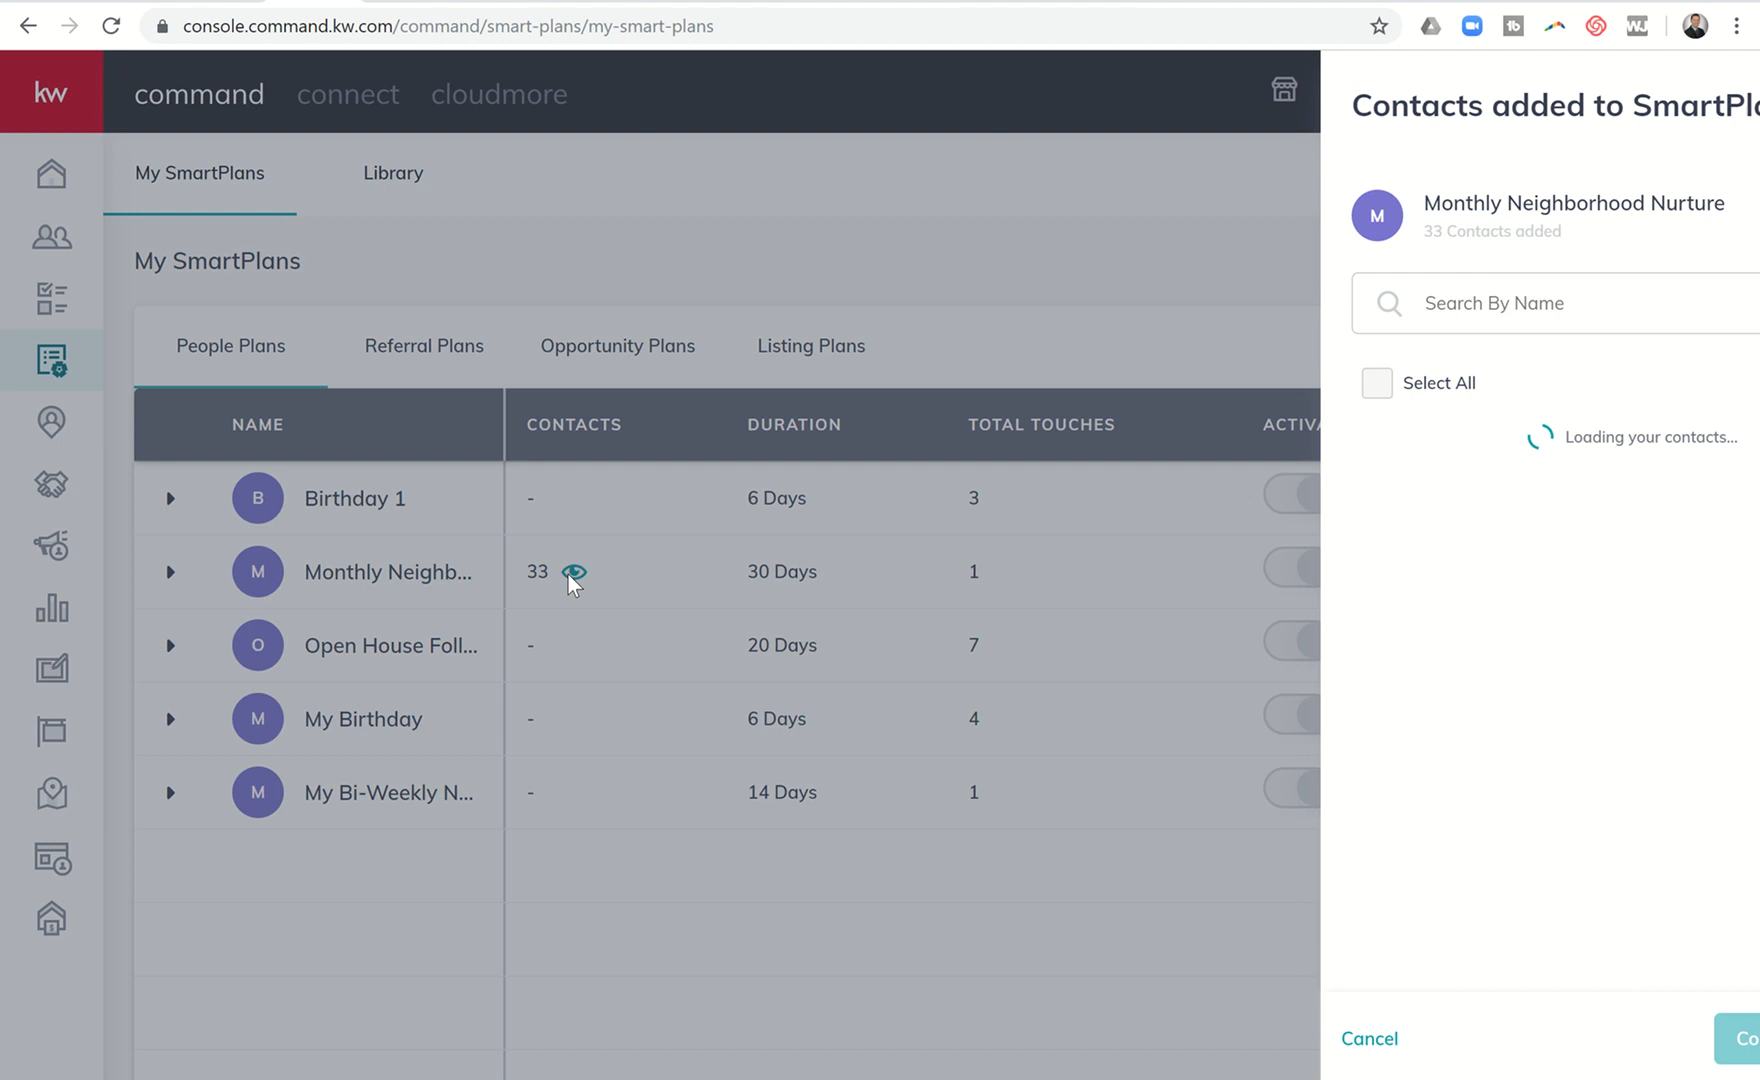 console.command.kw.com/command/smart-plans/my-smart-plans
kw
command connect cloudmore
Contacts added to SmartPla
My SmartPlans Library
M
Monthly Neighborhood Nurture
33 Contacts added
My SmartPlans
Search By Name
People Plans Referral Plans Opportunity Plans Listing Plans
Select All
NAME CONTACTS DURATION TOTAL TOUCHES ACTIVA
Loading your contacts...
B Birthday 1 - 6 Days 3
M Monthly Neighb... 33 30 Days 1
O Open House Foll... - 20 Days 7
M My Birthday - 6 Days 4
M My Bi-Weekly N... - 14 Days 1
Cancel Co